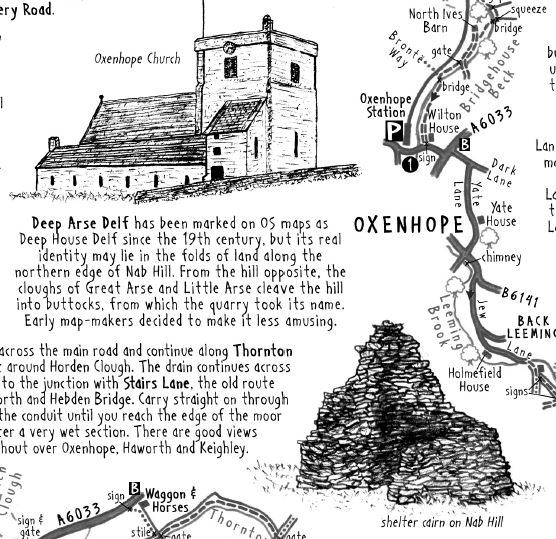 ery Road.
Oxenhope Church
Deep Arse Delf has been marked on OS maps as
Deep House Delf since the 19th century, but its real
identity may lie in the folds of land along the
northern edge of Nab Hill. From the hill opposite, the
cloughs of Great Arse and Little Arse cleave the hill
into buttocks, from which the quarry took its name.
Early map-makers decided to make it less amusing.
across the main road and continue along Thornton
around Horden Clough. The drain continues across
to the junction with Stairs Lane, the old route
orth and Hebden Bridge. Carry straight on through
the conduit until you reach the edge of the moor
ter a very wet section. There are good views
hout over Oxenhope, Haworth and Keighley.
North Ives
Barn
squeeze
bridge
Brontë
Way
gate
Bridgehouse
Beck
bridge
Oxenhope
Station
P
Wilton
House
A6033
B
1
sign
Dark
Lane
Yate
Lane
Yate
House
OXENHOPE
chimney
B6141
Jew
Lane
BACK
LEEMING
Leeming
Brook
Holmefield
House
signs
shelter cairn on Nab Hill
Clough
sign
B
Waggon &
Horses
A6033
sign &
gate
stile
gate
Thornto
gate
bu
u
t
Lan
mo
La
t
L